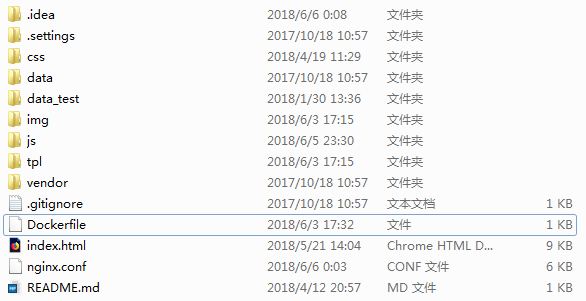 .idea 2018/6/6 0:08 文件夹
.settings 2017/10/18 10:57 文件夹
css 2018/4/19 11:29 文件夹
data 2017/10/18 10:57 文件夹
data_test 2018/1/30 13:36 文件夹
img 2018/6/3 17:15 文件夹
js 2018/6/5 23:30 文件夹
tpl 2018/6/3 17:15 文件夹
vendor 2017/10/18 10:57 文件夹
.gitignore 2017/10/18 10:57 文本文档 1 KB
Dockerfile 2018/6/3 17:32 文件 1 KB
index.html 2018/5/21 14:04 Chrome HTML D... 9 KB
nginx.conf 2018/6/6 0:03 CONF 文件 6 KB
README.md 2018/4/12 20:57 MD 文件 1 KB